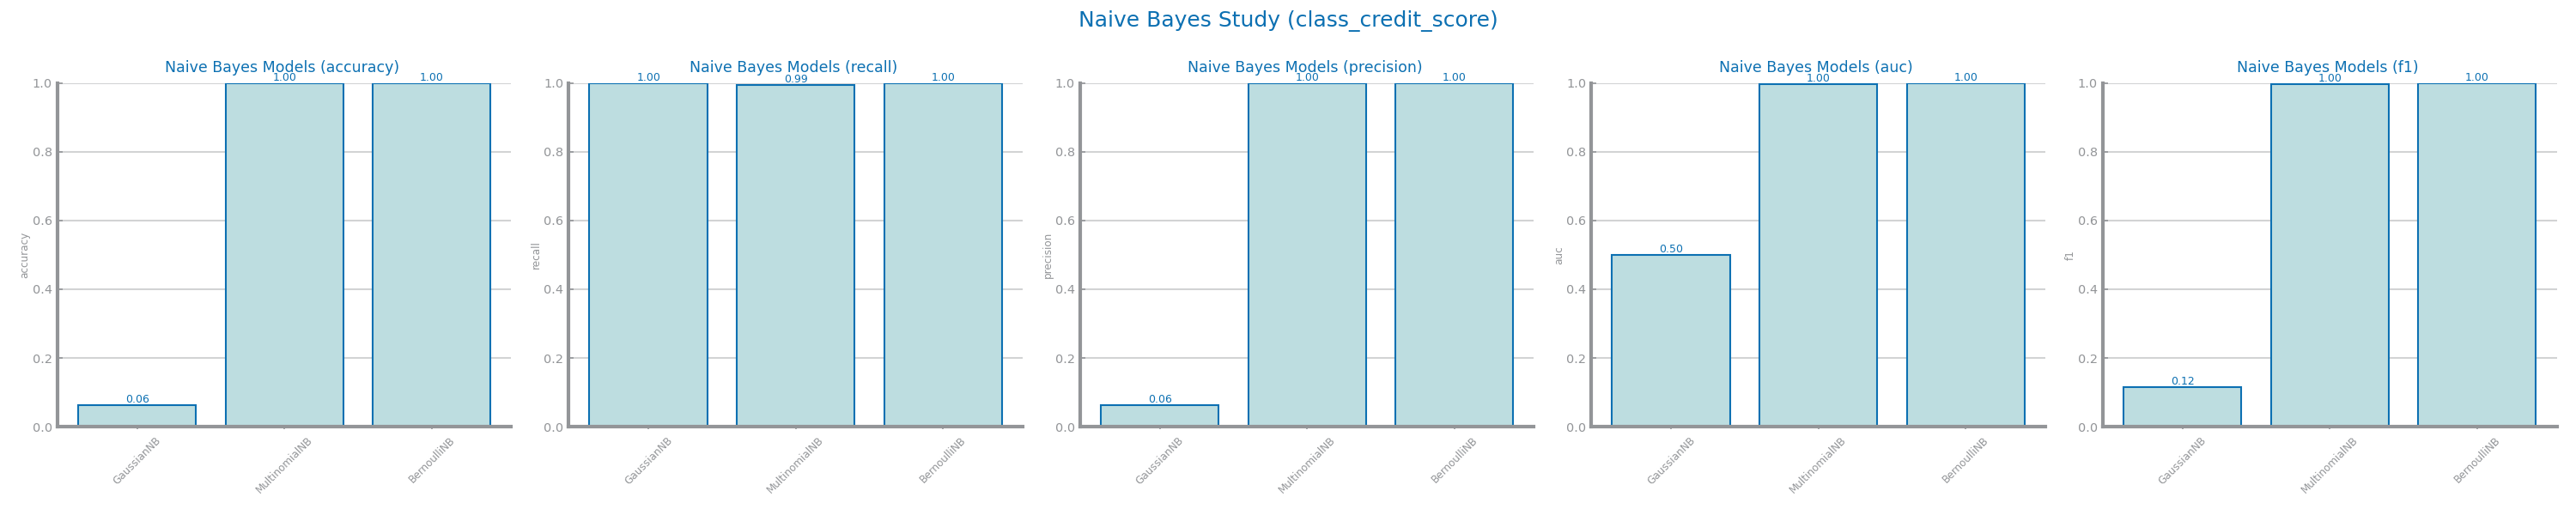 Naive Bayes Study (class_credit_score)
Naive Bayes Models (accuracy)
1.0
0.8
0.6
0.4
0.2
0.0
accuracy
0.06
1.00
1.00
GaussianNB
MultinomialNB
BernoulliNB
Naive Bayes Models (recall)
1.0
0.8
0.6
0.4
0.2
0.0
recall
1.00
0.99
1.00
GaussianNB
MultinomialNB
BernoulliNB
Naive Bayes Models (precision)
1.0
0.8
0.6
0.4
0.2
0.0
precision
0.06
1.00
1.00
GaussianNB
MultinomialNB
BernoulliNB
Naive Bayes Models (auc)
1.0
0.8
0.6
0.4
0.2
0.0
auc
0.50
1.00
1.00
GaussianNB
MultinomialNB
BernoulliNB
Naive Bayes Models (f1)
1.0
0.8
0.6
0.4
0.2
0.0
f1
0.12
1.00
1.00
GaussianNB
MultinomialNB
BernoulliNB